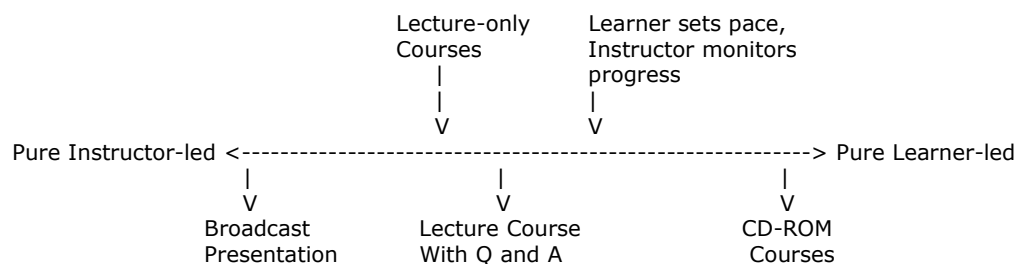 Lecture-only Learner sets pace,
Courses Instructor monitors
progress
| |
| |
V V
Pure Instructor-led <-------------------------------------------------------------> Pure Learner-led
| | |
V V V
Broadcast Lecture Course CD-ROM
Presentation With Q and A Courses